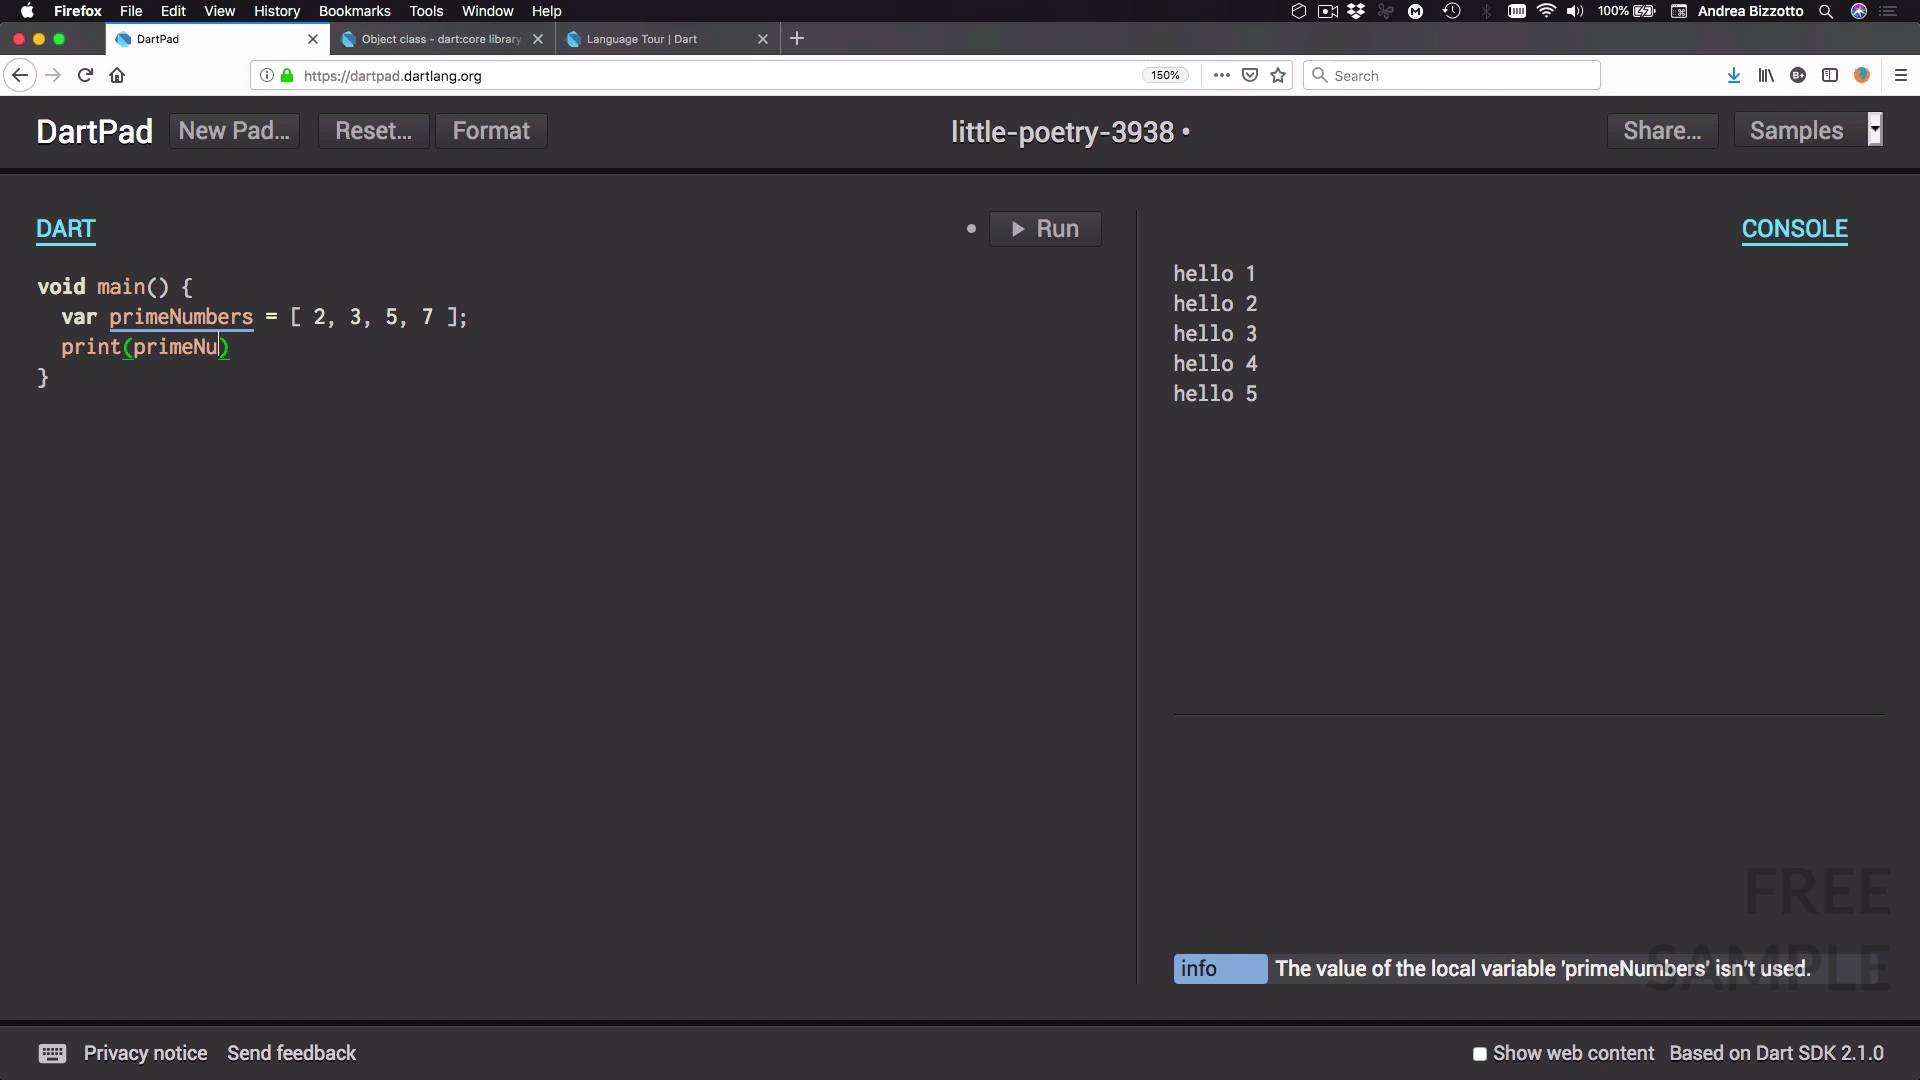 Firefox File Edit View History Bookmarks Tools Window Help 100% Andrea Bizzotto
DartPad Object class - dart:core library Language Tour | Dart
https://dartpad.dartlang.org 150% Search
DartPad New Pad... Reset... Format little-poetry-3938 • Share... Samples
DART Run CONSOLE
void main() {
var primeNumbers = [ 2, 3, 5, 7 ];
print(primeNu)
}
hello 1
hello 2
hello 3
hello 4
hello 5
FREE
SAMPLE
info The value of the local variable 'primeNumbers' isn't used.
Privacy notice Send feedback Show web content Based on Dart SDK 2.1.0